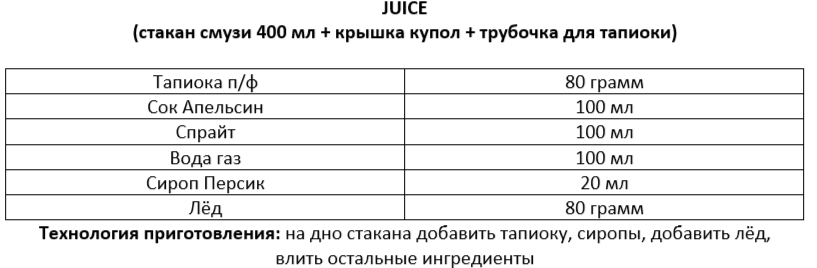 JUICE
(стакан смузи 400 мл + крышка купол + трубочка для тапиоки)
Тапиока п/ф 80 грамм
Сок Апельсин 100 мл
Спрайт 100 мл
Вода газ 100 мл
Сироп Персик 20 мл
Лёд 80 грамм
Технология приготовления: на дно стакана добавить тапиоку, сиропы, добавить лёд,
влить остальные ингредиенты